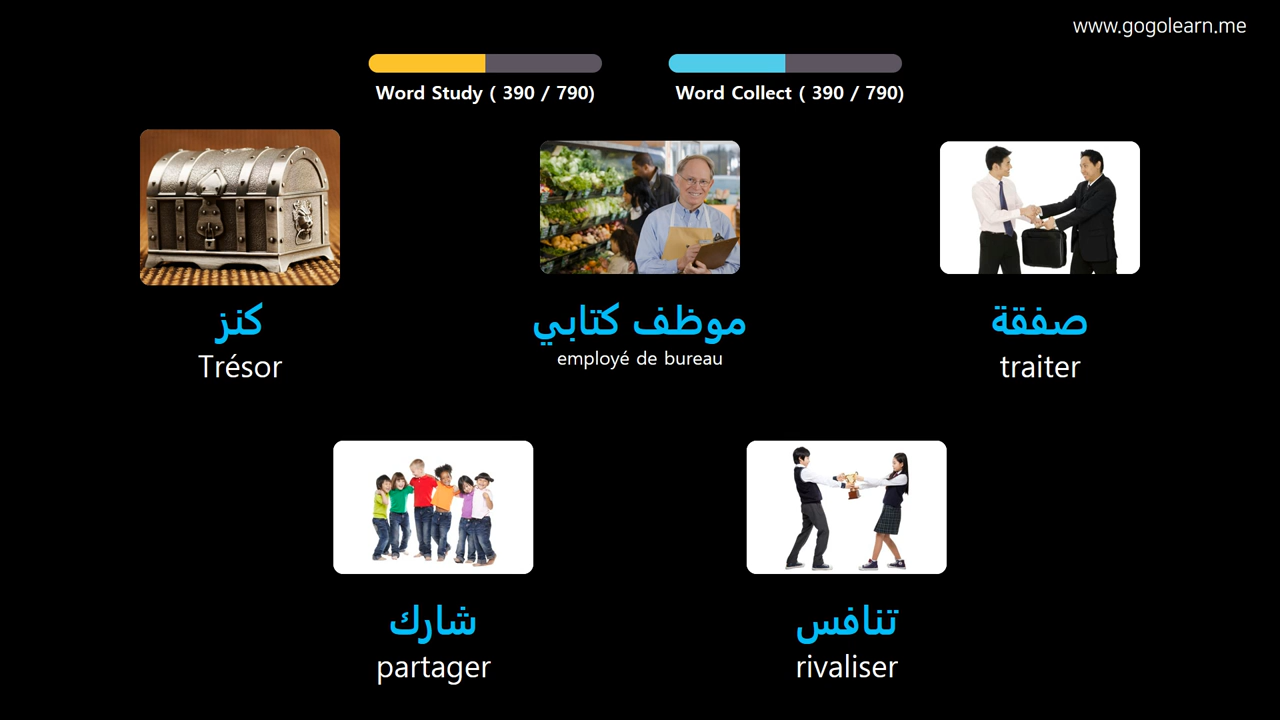 www.gogolearn.me
Word Study ( 390 / 790)
Word Collect ( 390 / 790)
كنز
Trésor
موظف كتابي
employé de bureau
صفقة
traiter
شارك
partager
تنافس
rivaliser